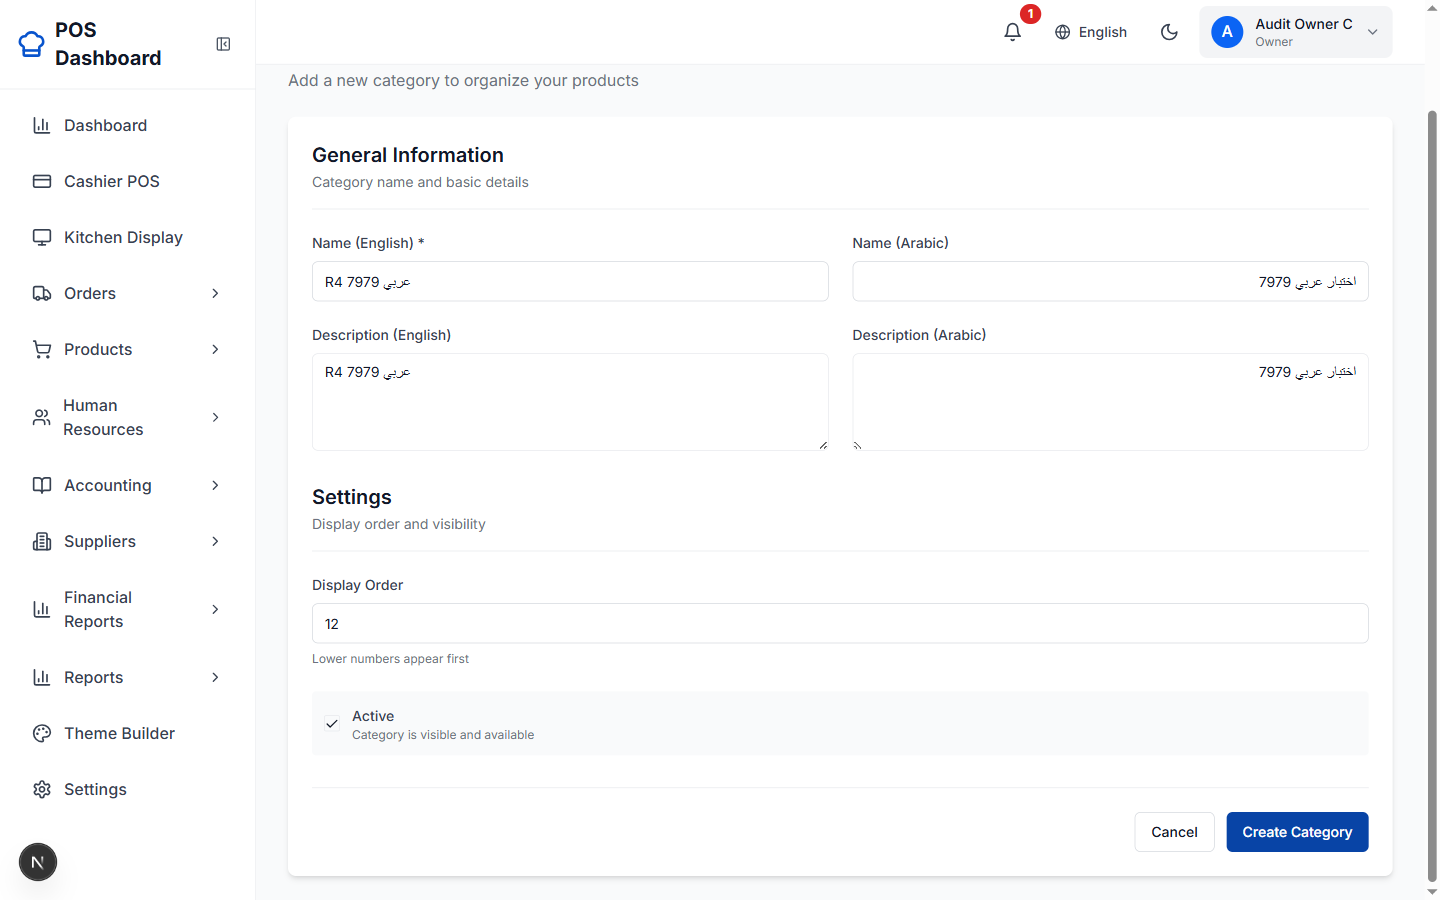 POS
Dashboard
Dashboard
Cashier POS
Kitchen Display
Orders
Products
Human
Resources
Accounting
Suppliers
Financial
Reports
Reports
Theme Builder
Settings
N
1
English
A
Audit Owner C
Owner
Add a new category to organize your products
General Information
Category name and basic details
Name (English) *
R4 7979 عربي
Name (Arabic)
اختبار عربي 7979
Description (English)
R4 7979 عربي
Description (Arabic)
اختبار عربي 7979
Settings
Display order and visibility
Display Order
12
Lower numbers appear first
Active
Category is visible and available
Cancel
Create Category